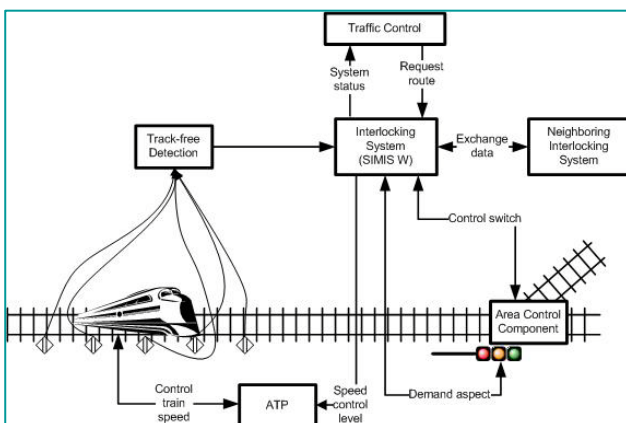 Traffic Control
System
status
Request
route
Track-free
Detection
Interlocking
System
(SIMIS W)
Exchange
data
Neighboring
Interlocking
System
Control switch
Area Control
Component
Control
train
speed
ATP
Speed
control
level
Demand aspect